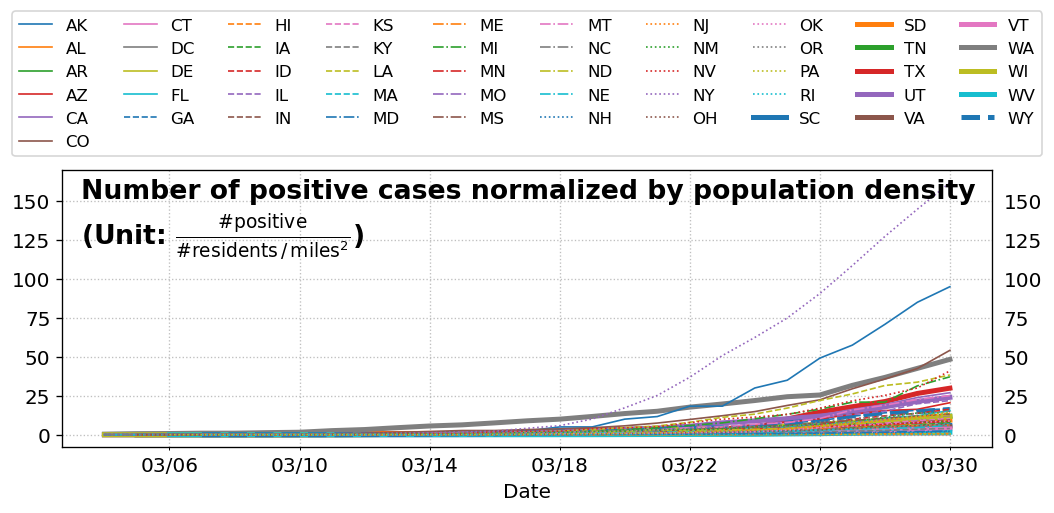 AK CT HI KS ME MT NJ OK SD VT
AL DC IA KY MI NC NM OR TN WA
AR DE ID LA MN ND NV PA TX WI
AZ FL IL MA MO NE NY RI UT WV
CA GA IN MD MS NH OH SC VA WY
CO
Number of positive cases normalized by population density
(Unit: #positive / #residents / miles²)
150 150
125 125
100 100
75 75
50 50
25 25
0 0
03/06 03/10 03/14 03/18 03/22 03/26 03/30
Date